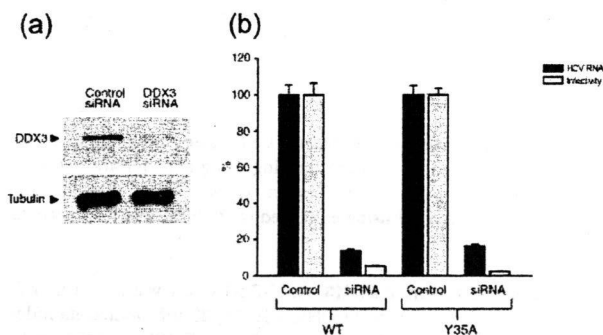 (a)
Control siRNA
DDX3 siRNA
DDX3
Tubulin
(b)
120
100
80
60
40
20
0
%
HCV RNA
Infectivity
Control
siRNA
Control
siRNA
WT
Y35A